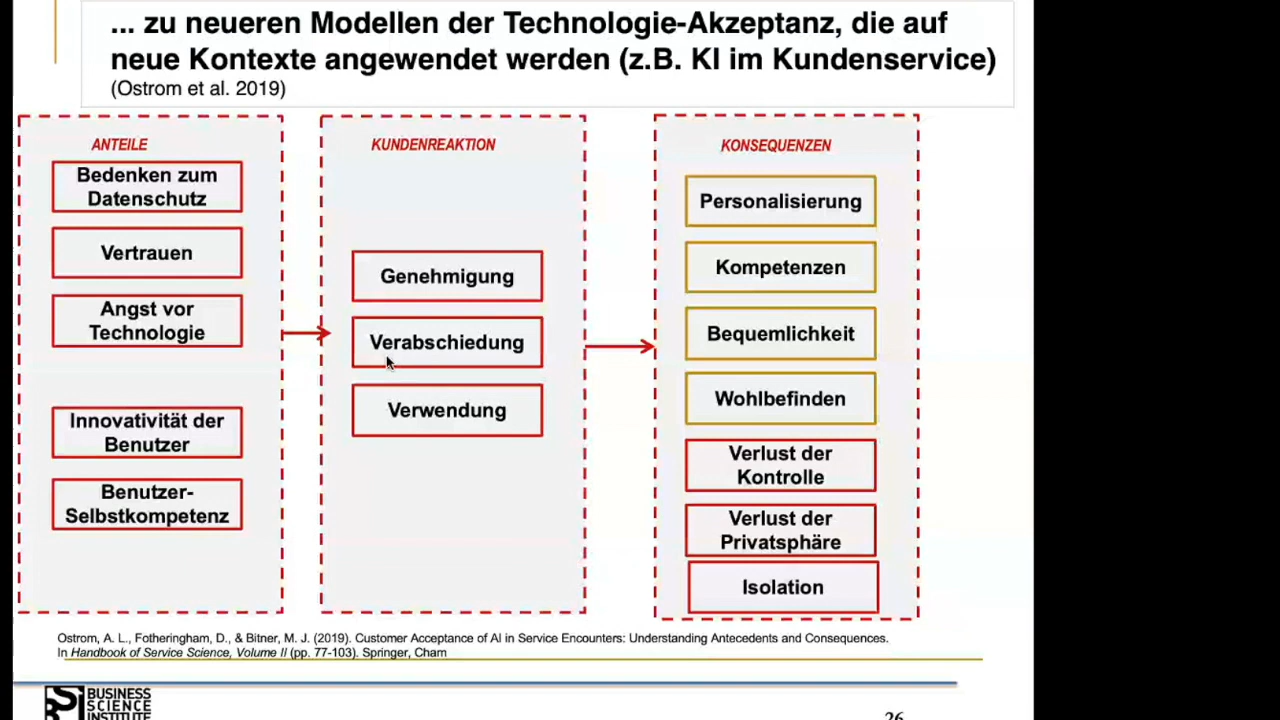 ... zu neueren Modellen der Technologie-Akzeptanz, die auf
neue Kontexte angewendet werden (z.B. KI im Kundenservice)
(Ostrom et al. 2019)
ANTEILE
Bedenken zum
Datenschutz
Vertrauen
Angst vor
Technologie
Innovativität der
Benutzer
Benutzer-
Selbstkompetenz
KUNDENREAKTION
Genehmigung
Verabschiedung
Verwendung
KONSEQUENZEN
Personalisierung
Kompetenzen
Bequemlichkeit
Wohlbefinden
Verlust der
Kontrolle
Verlust der
Privatsphäre
Isolation
Ostrom, A. L., Fotheringham, D., & Bitner, M. J. (2019). Customer Acceptance of AI in Service Encounters: Understanding Antecedents and Consequences.
In Handbook of Service Science, Volume II (pp. 77-103). Springer, Cham
BUSINESS
SCIENCE
INSTITUTE
26